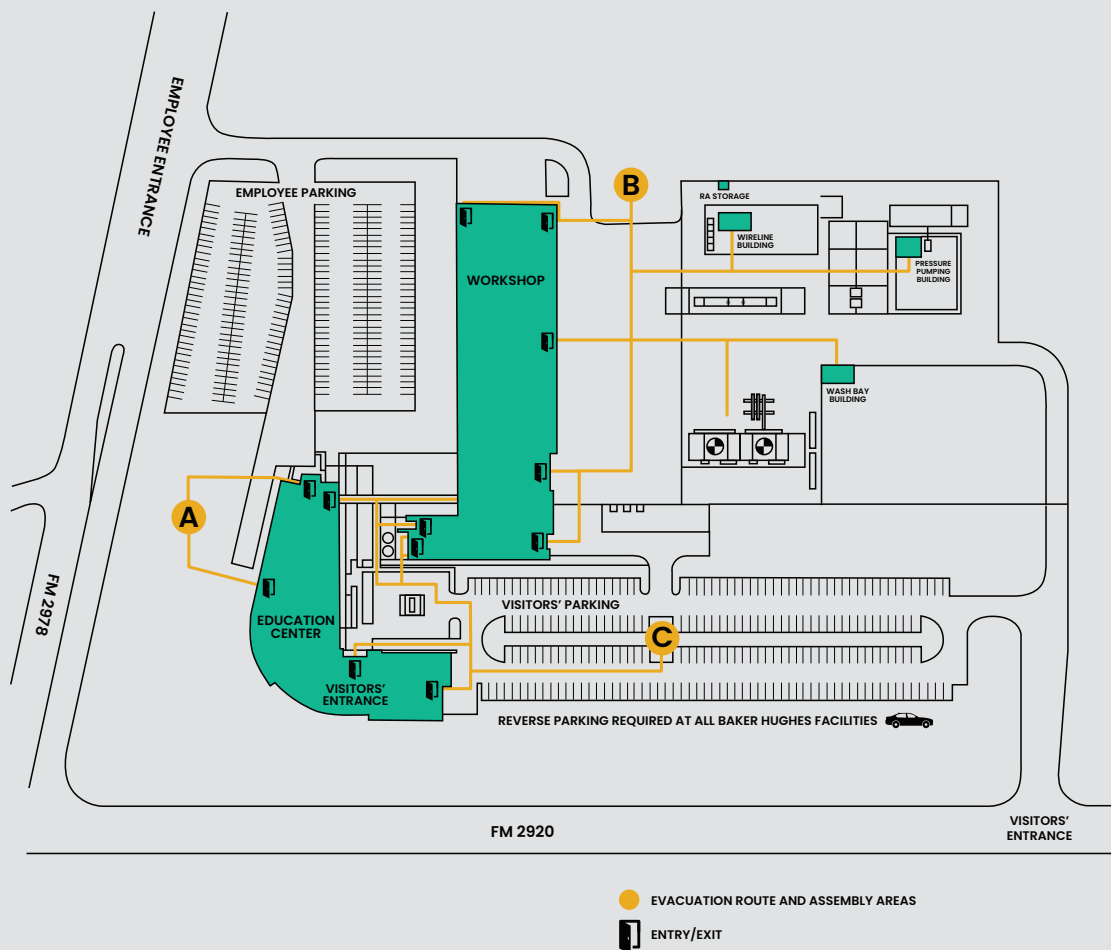 EMPLOYEE ENTRANCE
EMPLOYEE PARKING
B
RA STORAGE
WIRELINE
BUILDING
PRESSURE
PUMPING
BUILDING
WORKSHOP
WASH BAY
BUILDING
A
FM 2978
EDUCATION
CENTER
VISITORS' PARKING
C
VISITORS'
ENTRANCE
REVERSE PARKING REQUIRED AT ALL BAKER HUGHES FACILITIES
FM 2920
VISITORS'
ENTRANCE
EVACUATION ROUTE AND ASSEMBLY AREAS
ENTRY/EXIT